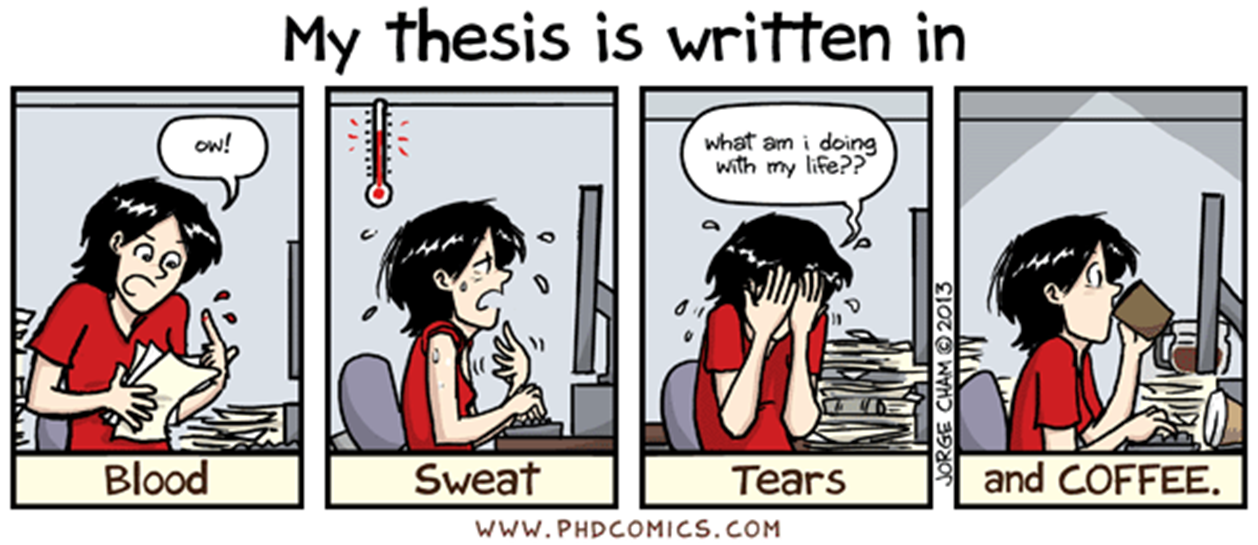 My thesis is written in
ow!
Blood
Sweat
what am i doing
with my life??
Tears
JORGE CHAM © 2013
and COFFEE.
WWW.PHDCOMICS.COM